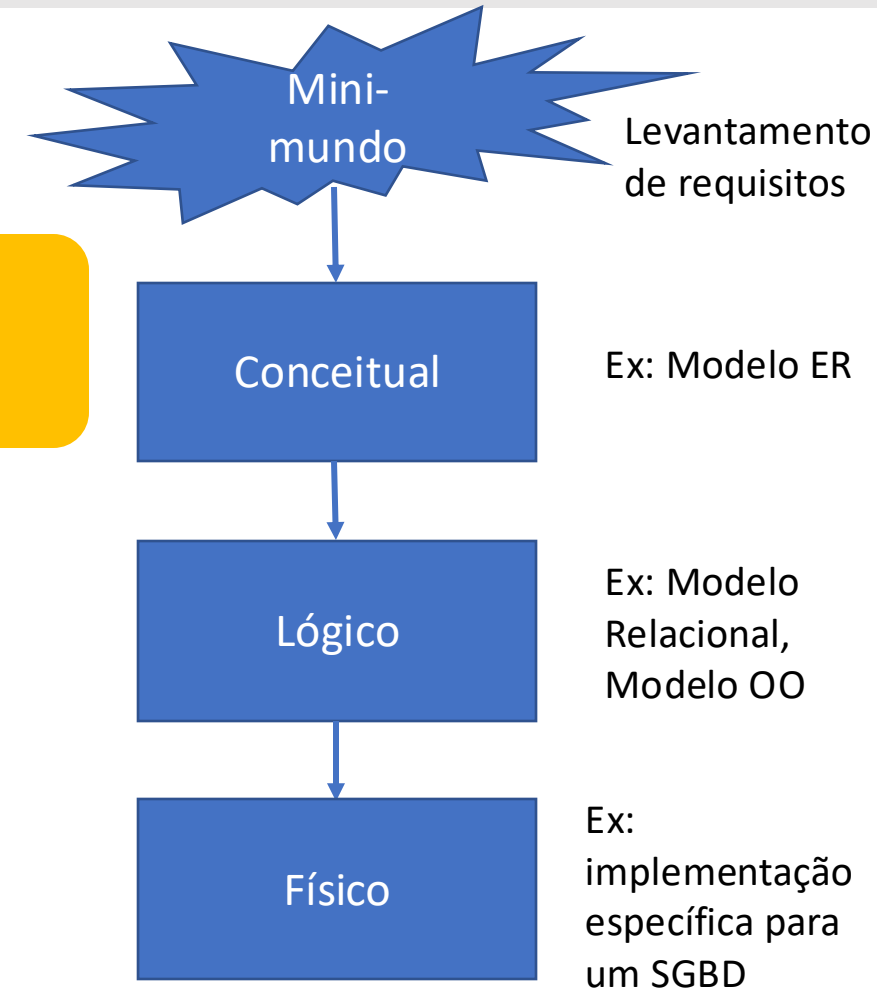 Mini-
mundo
Levantamento
de requisitos
Conceitual
Ex: Modelo ER
Lógico
Ex: Modelo
Relacional,
Modelo OO
Físico
Ex:
implementação
específica para
um SGBD